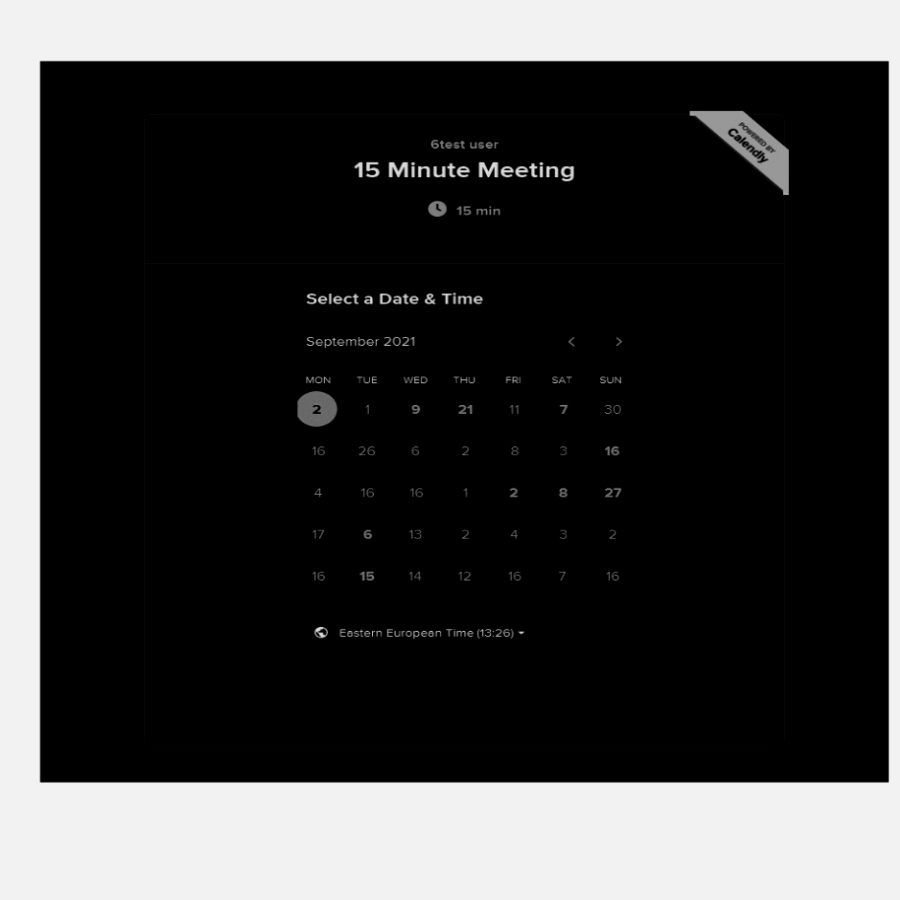 POWERED BY
Calendly
6test user
15 Minute Meeting
15 min
Select a Date & Time
September 2021
MON TUE WED THU FRI SAT SUN
2 1 9 21 11 7 30
16 26 6 2 8 3 16
4 16 16 1 2 8 27
17 6 13 2 4 3 2
16 15 14 12 16 7 16
Eastern European Time (13:26)